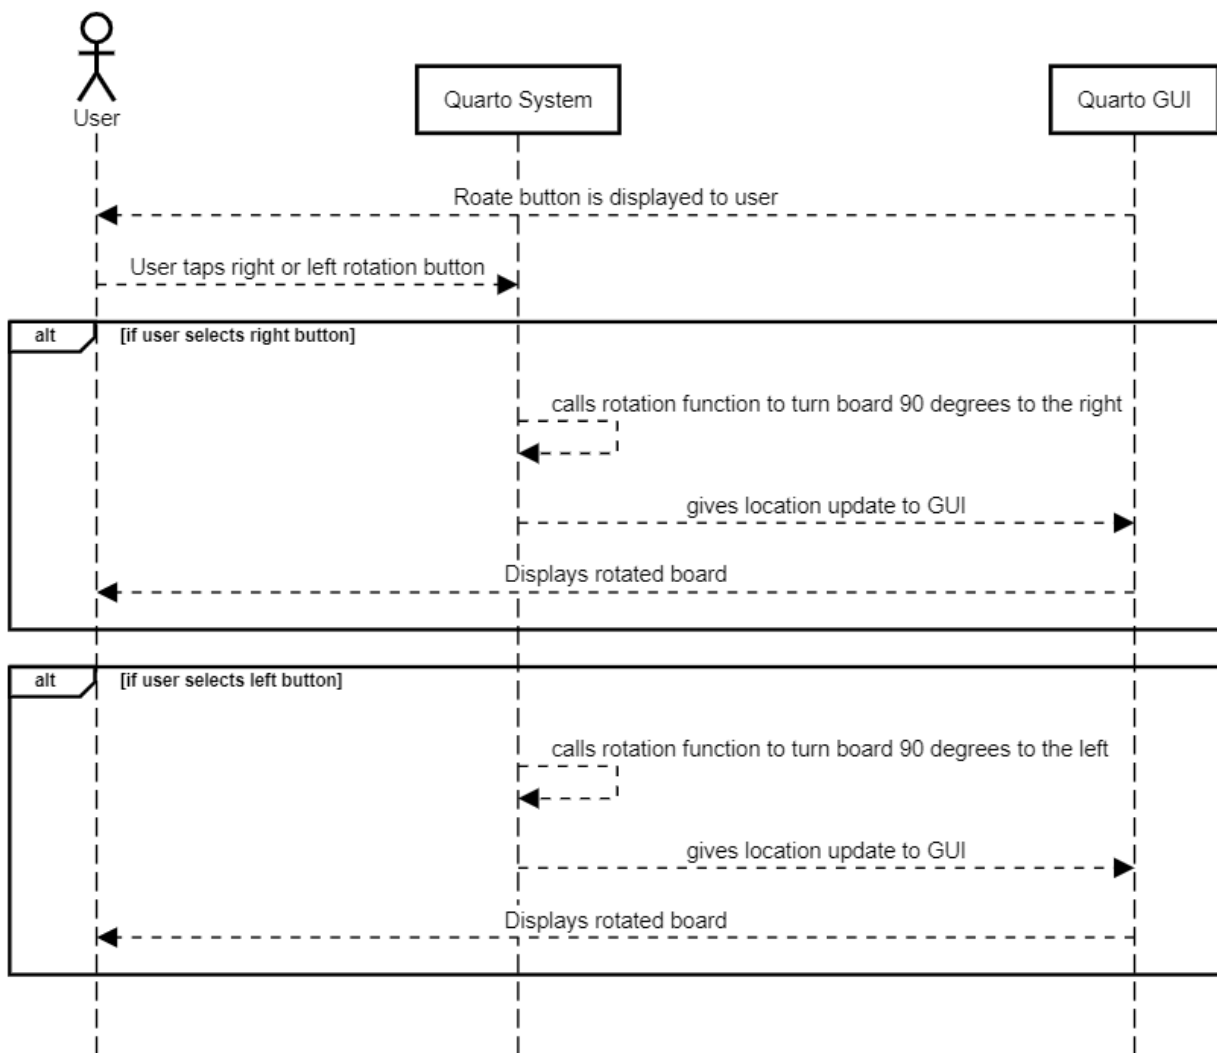 User
Quarto System
Quarto GUI
Roate button is displayed to user
User taps right or left rotation button
alt
[if user selects right button]
calls rotation function to turn board 90 degrees to the right
gives location update to GUI
Displays rotated board
alt
[if user selects left button]
calls rotation function to turn board 90 degrees to the left
gives location update to GUI
Displays rotated board